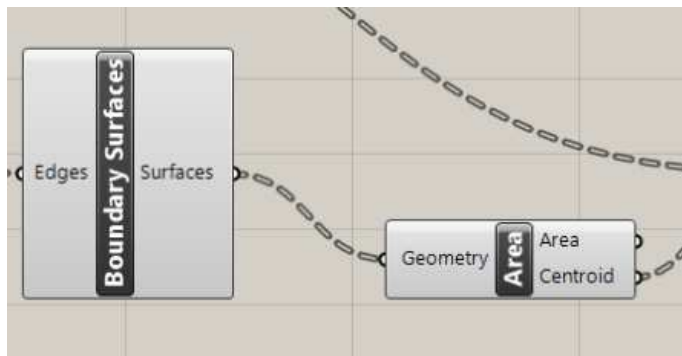 Edges
Boundary Surfaces
Surfaces
Geometry
Area
Area
Centroid